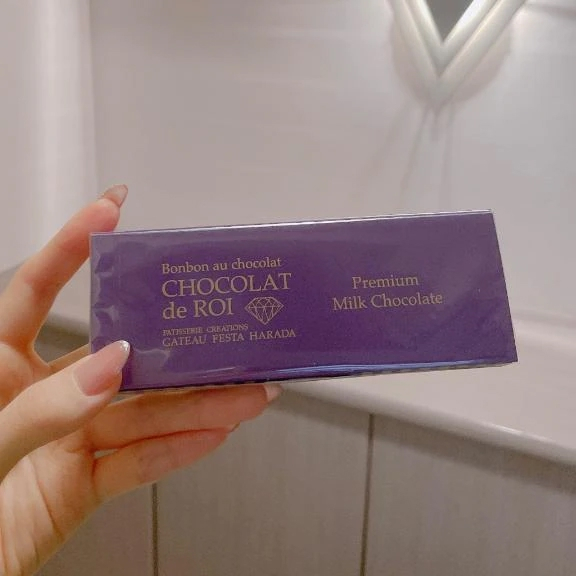 Bonbon au chocolat
CHOCOLAT
de ROI
PATISSERIE CREATIONS
GATEAU FESTA HARADA
Premium
Milk Chocolate